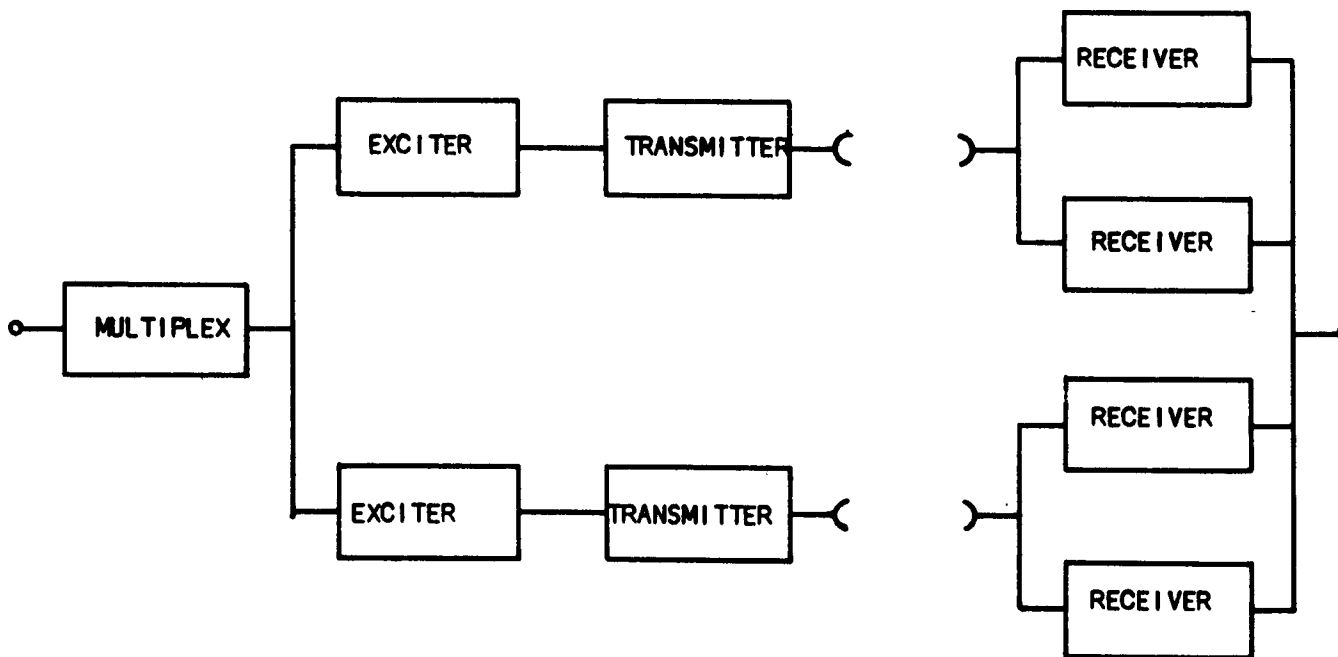 RECEIVER
EXCITER
TRANSMITTER
RECEIVER
MULTIPLEX
RECEIVER
EXCITER
TRANSMITTER
RECEIVER